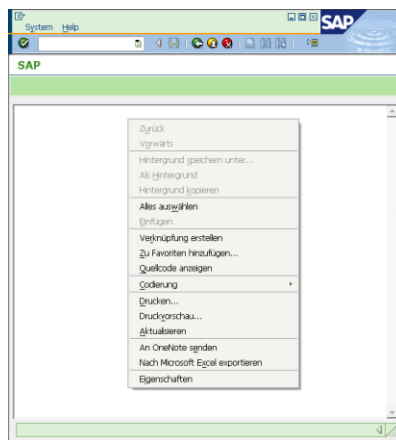 System Help
SAP
SAP
Zurück
Vorwärts
Hintergrund speichern unter...
Als Hintergrund
Hintergrund kopieren
Alles auswählen
Einfügen
Verknüpfung erstellen
Zu Favoriten hinzufügen...
Quellcode anzeigen
Codierung
Drucken...
Druckvorschau...
Aktualisieren
An OneNote senden
Nach Microsoft Excel exportieren
Eigenschaften